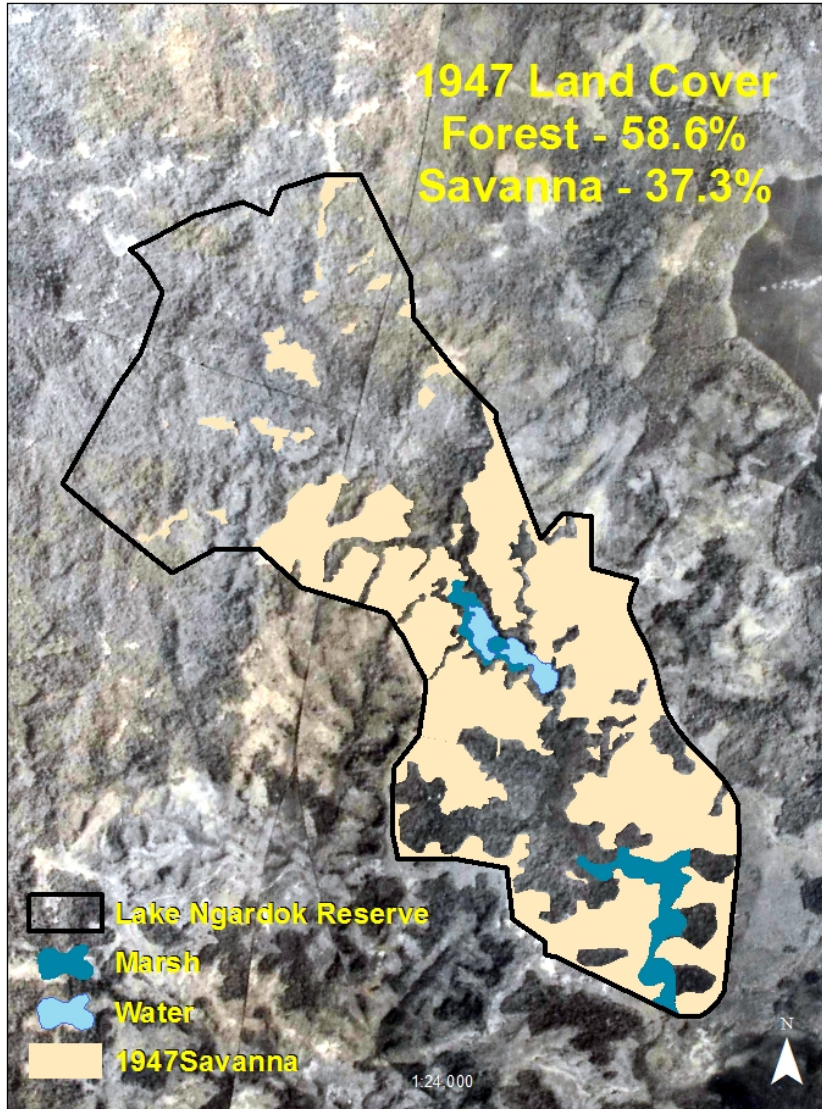 1947 Land Cover
Forest - 58.6%
Savanna - 37.3%
Lake Ngardok Reserve
Marsh
Water
1947Savanna
1:24,000
N